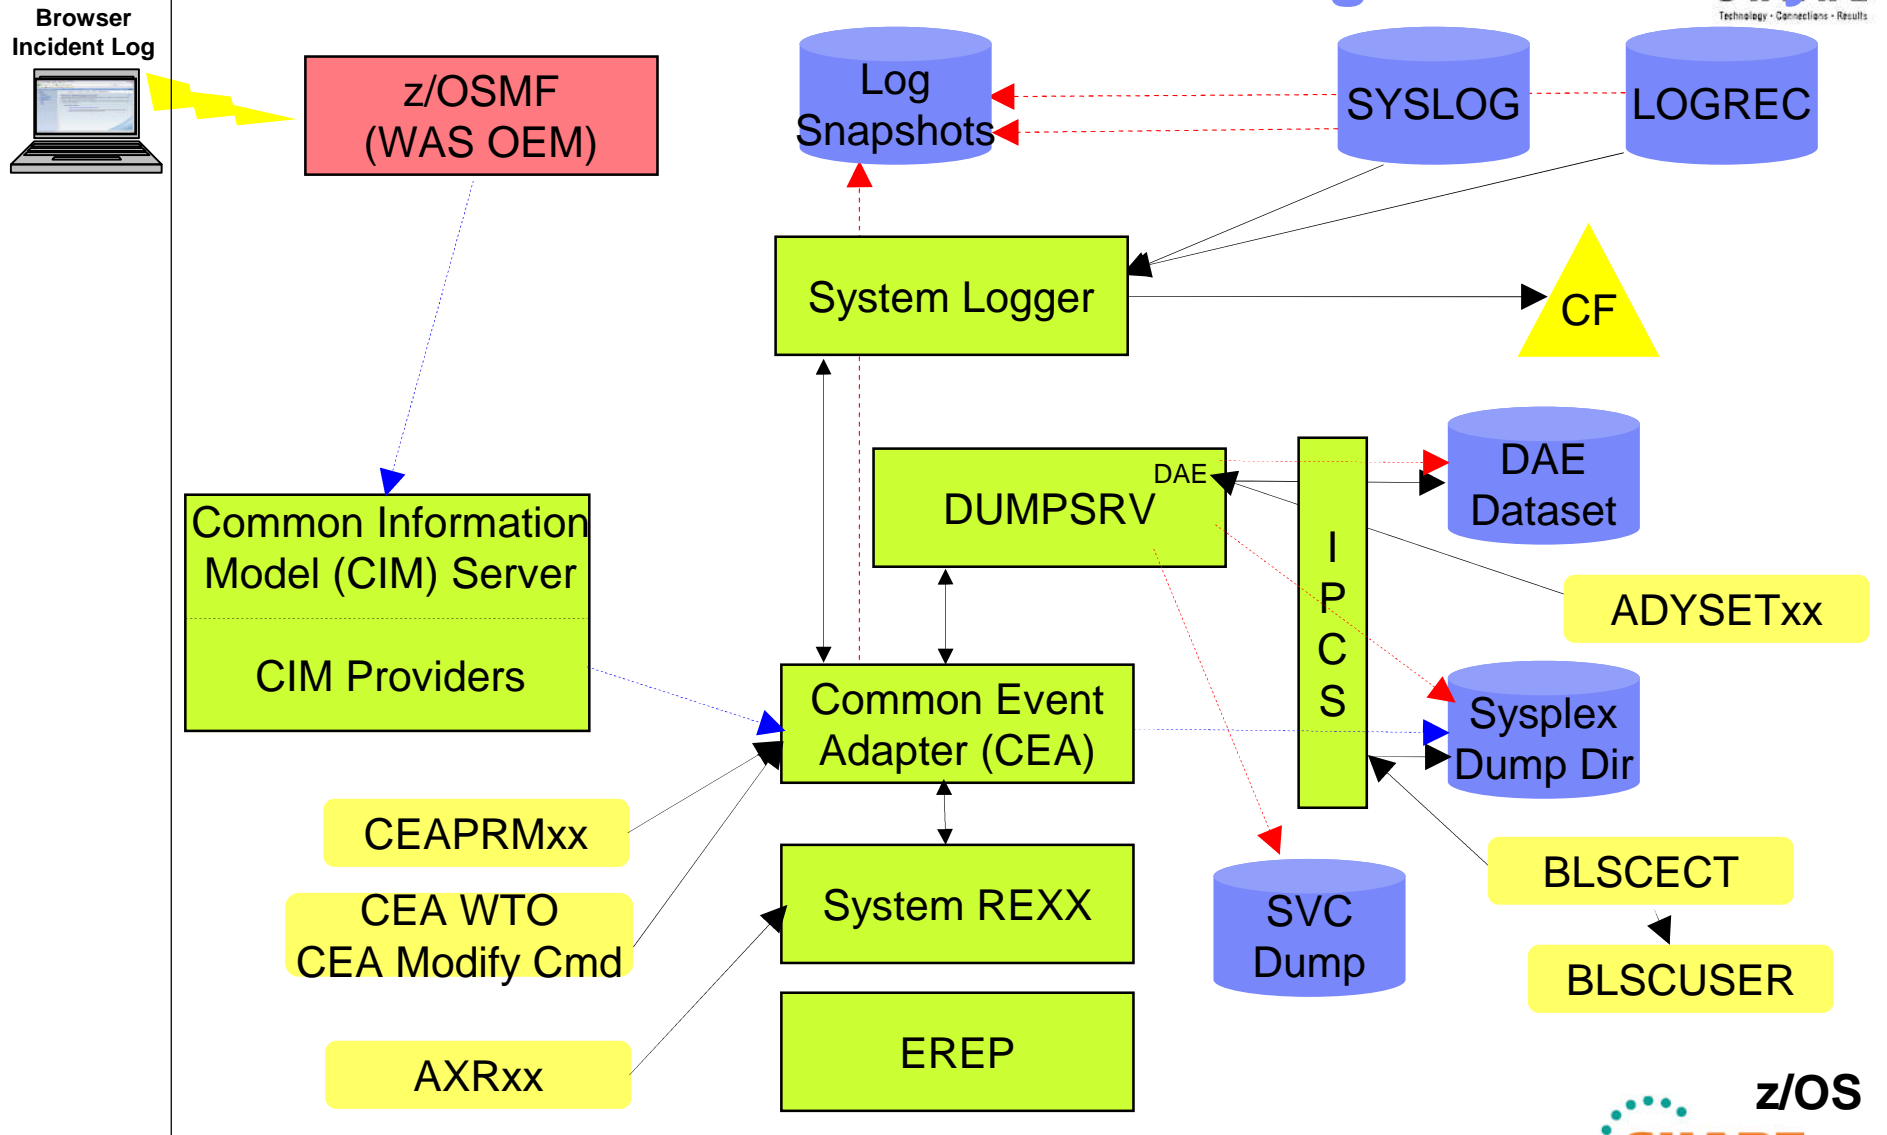 Browser
Incident Log
Technology · Connections · Results
z/OSMF
(WAS OEM)
Log
Snapshots
SYSLOG
LOGREC
System Logger
CF
DAE
DUMPSRV
DAE
Dataset
I
P
C
S
Common Information
Model (CIM) Server
CIM Providers
ADYSETxx
Common Event
Adapter (CEA)
Sysplex
Dump Dir
CEAPRMxx
CEA WTO
CEA Modify Cmd
System REXX
SVC
Dump
BLSCECT
BLSCUSER
EREP
AXRxx
z/OS